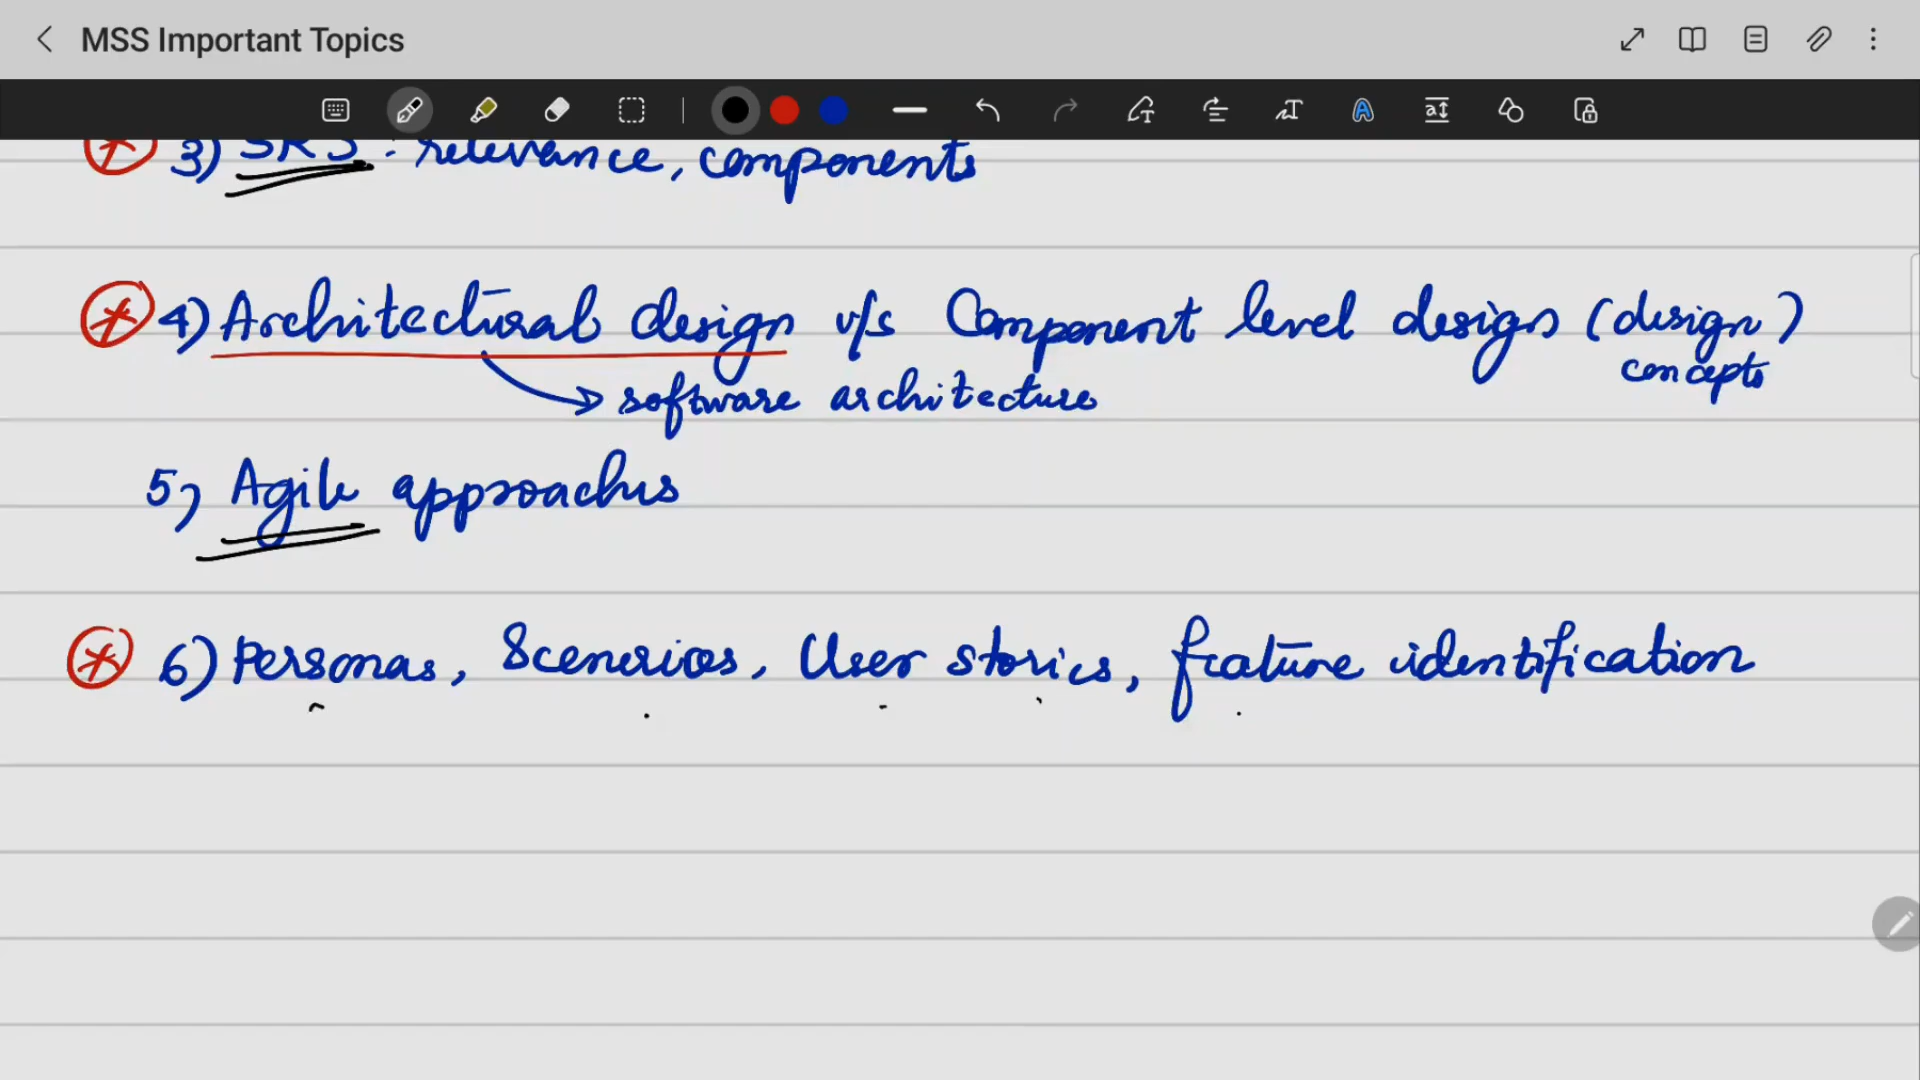 MSS Important Topics
3) SRS : relevance, components
4) Architectural design v/s Component level design (design concepts)
→ software architecture
5) Agile approaches
6) Personas, Scenerios, User stories, feature identification